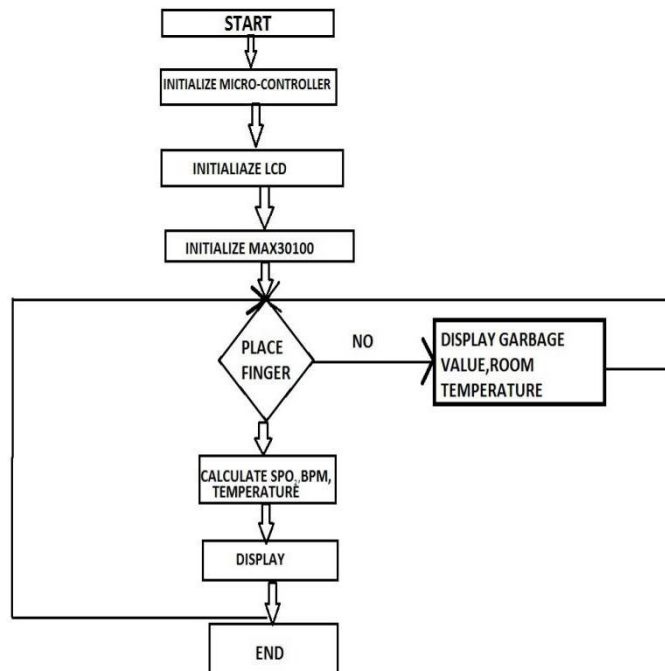 START
INITIALIZE MICRO-CONTROLLER
INITIALIAZE LCD
INITIALIZE MAX30100
PLACE
FINGER
NO
DISPLAY GARBAGE
VALUE,ROOM
TEMPERATURE
CALCULATE SPO₂,BPM,
TEMPERATURE
DISPLAY
END